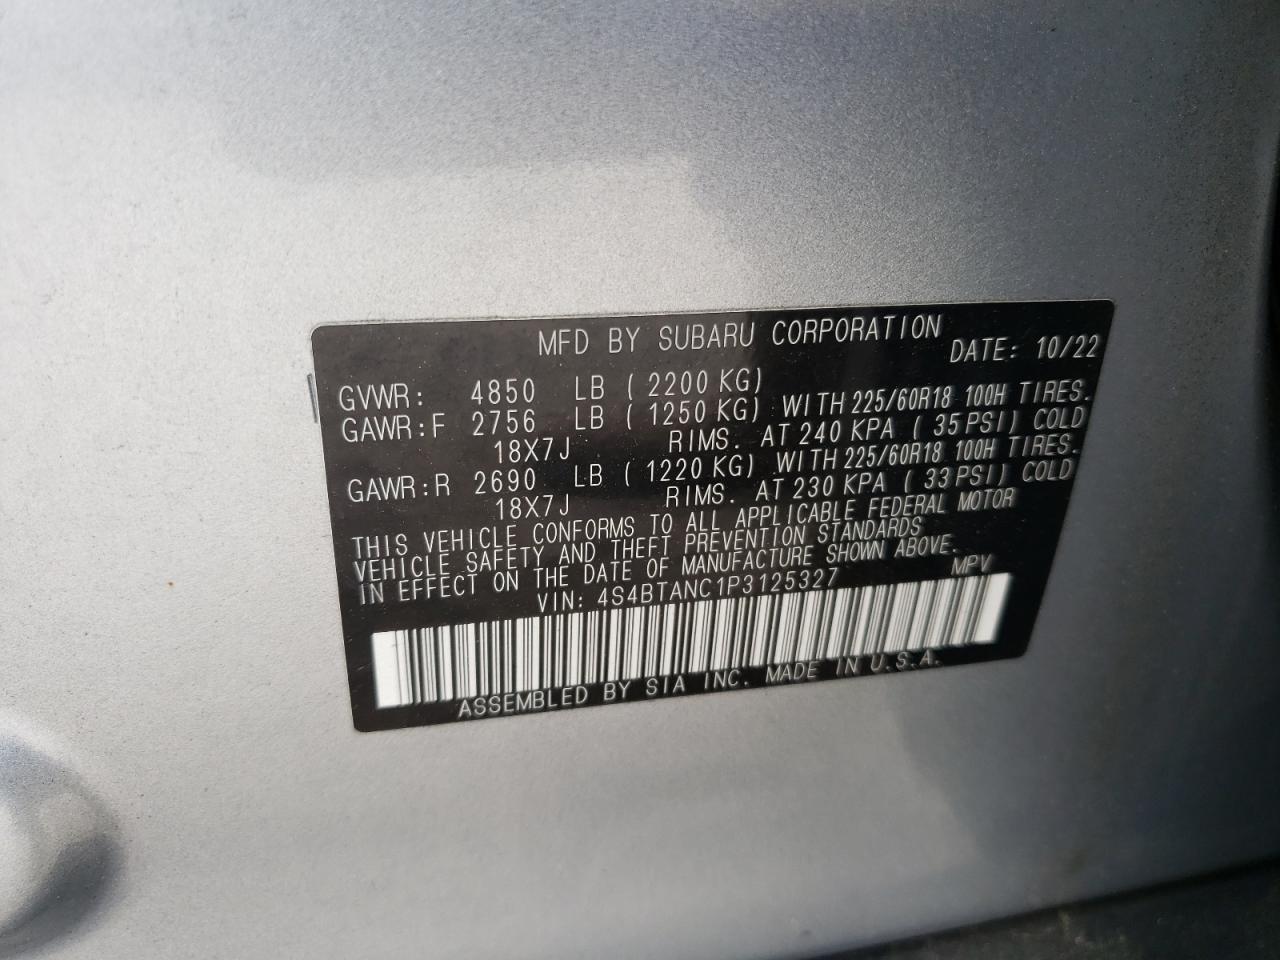 MFD BY SUBARU CORPORATION
DATE: 10/22
GVWR: 4850 LB (2200 KG)
GAWR:F 2756 LB (1250 KG) WITH 225/60R18 100H TIRES.
18X7J RIMS. AT 240 KPA (35PSI) COLD
GAWR:R 2690 LB (1220 KG) WITH 225/60R18 100H TIRES.
18X7J RIMS. AT 230 KPA (33PSI) COLD
THIS VEHICLE CONFORMS TO ALL APPLICABLE FEDERAL MOTOR
VEHICLE SAFETY AND THEFT PREVENTION STANDARDS
IN EFFECT ON THE DATE OF MANUFACTURE SHOWN ABOVE.
VIN: 4S4BTANC1P3125327 MPV
ASSEMBLED BY SIA INC. MADE IN U.S.A.